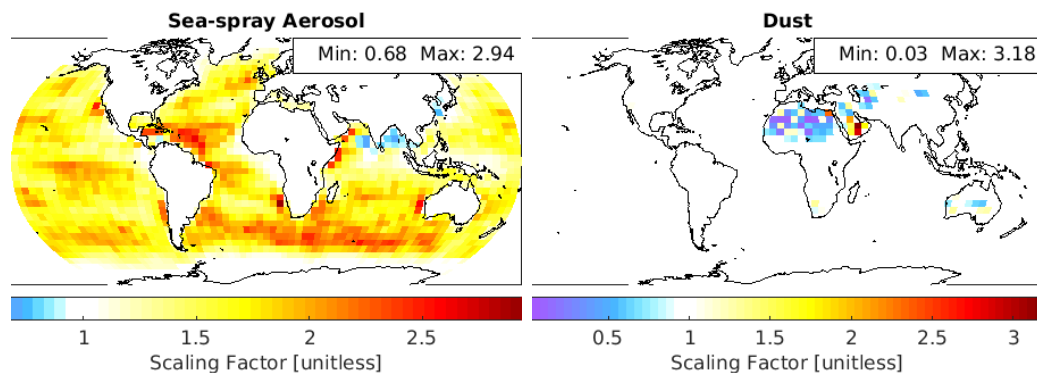 Sea-spray Aerosol
Min: 0.68 Max: 2.94
1 1.5 2 2.5
Scaling Factor [unitless]
Dust
Min: 0.03 Max: 3.18
0.5 1 1.5 2 2.5 3
Scaling Factor [unitless]